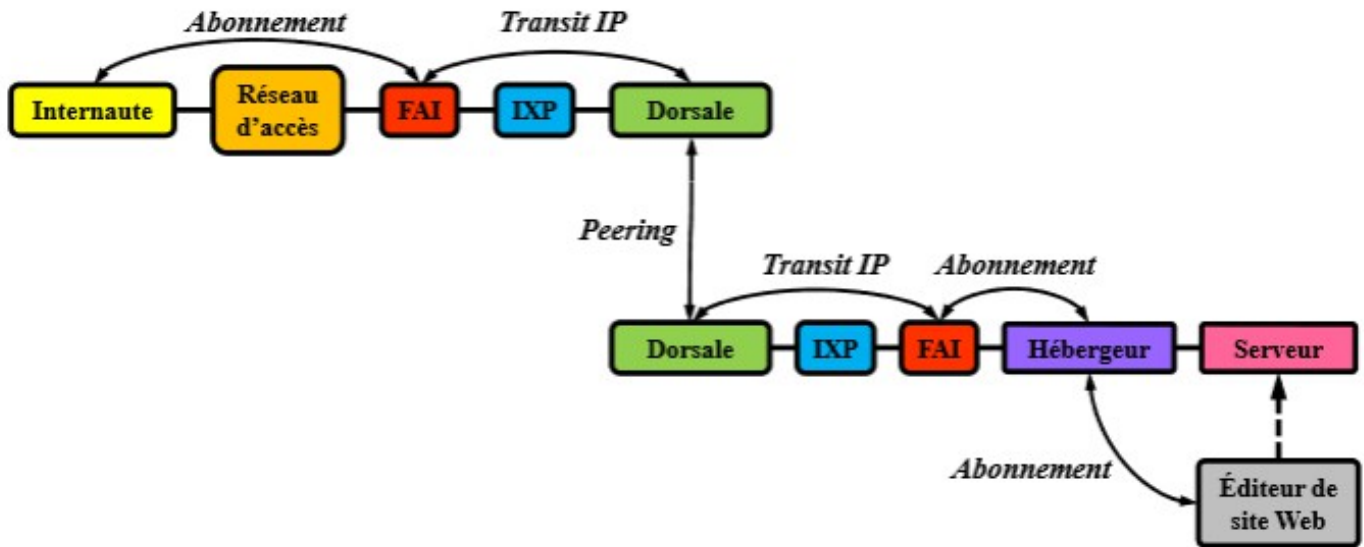 Abonnement
Transit IP
Internaute
Réseau
d'accès
FAI
IXP
Dorsale
Peering
Transit IP
Abonnement
Dorsale
IXP
FAI
Hébergeur
Serveur
Abonnement
Éditeur de
site Web